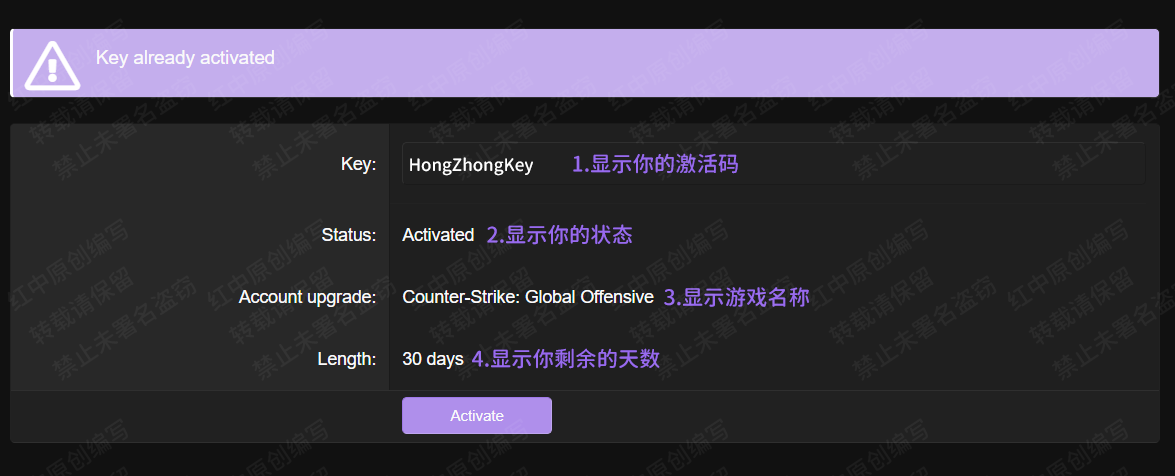 Key already activated
Key: HongZhongKey 1.显示你的激活码
Status: Activated 2.显示你的状态
Account upgrade: Counter-Strike: Global Offensive 3.显示游戏名称
Length: 30 days 4.显示你剩余的天数
Activate
红中原创编写
转载请保留
禁止未署名盗窃